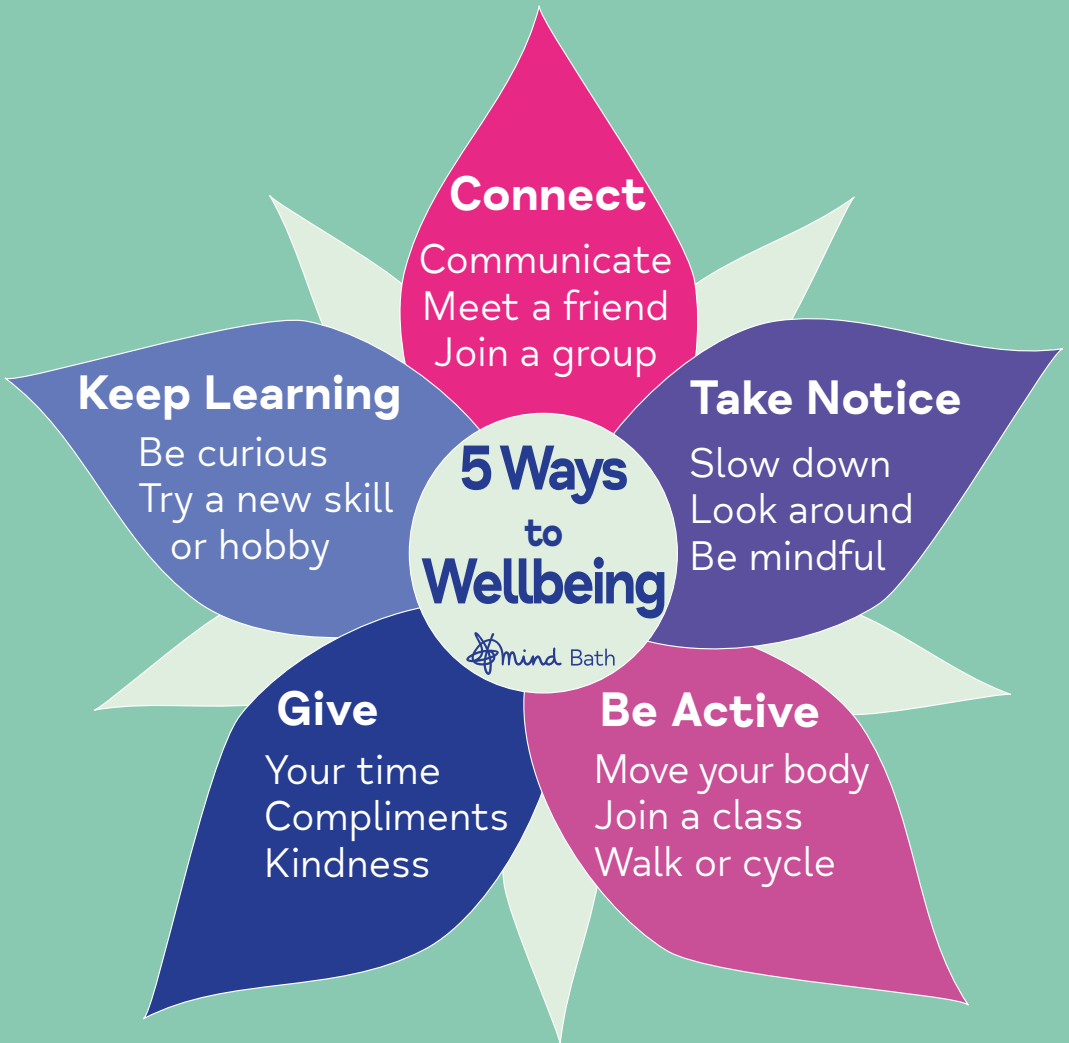 5 Ways
to
Wellbeing
mind Bath
Connect
Communicate
Meet a friend
Join a group
Take Notice
Slow down
Look around
Be mindful
Be Active
Move your body
Join a class
Walk or cycle
Give
Your time
Compliments
Kindness
Keep Learning
Be curious
Try a new skill
or hobby